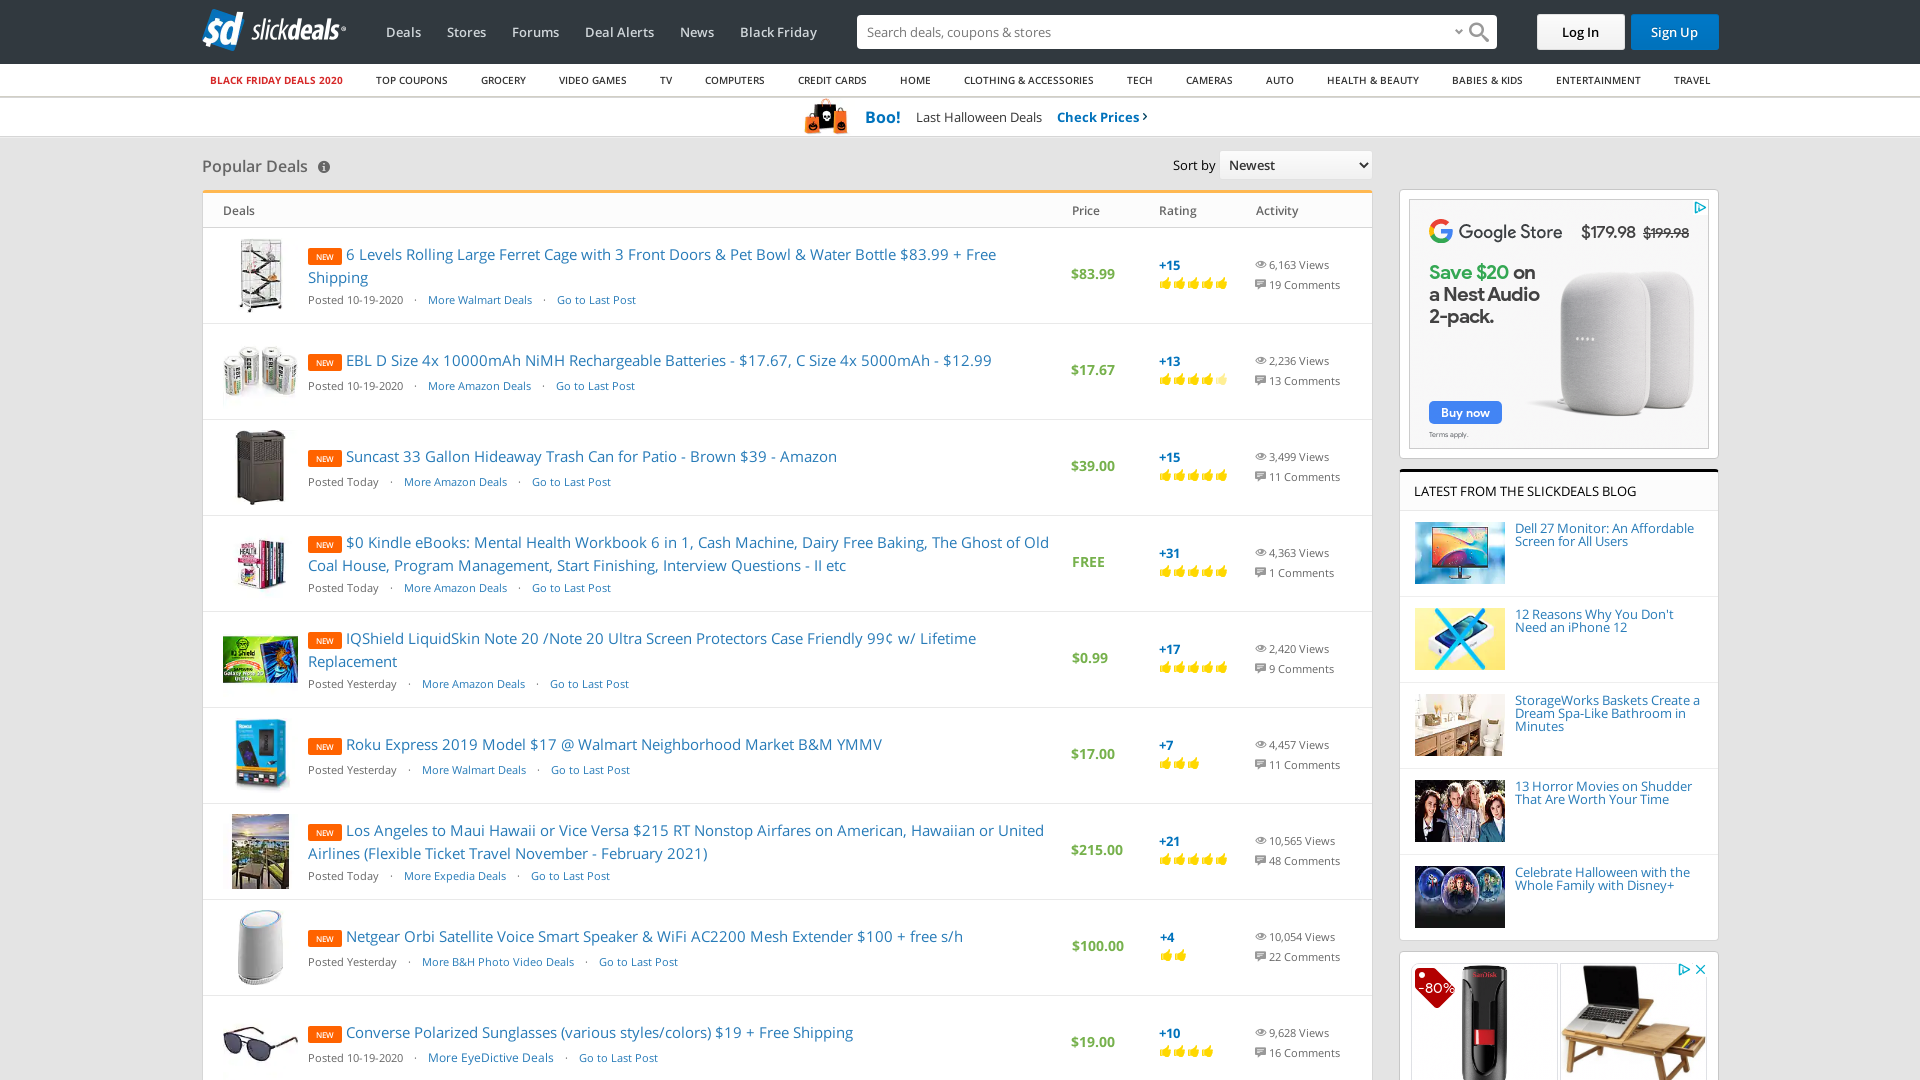 slickdeals
Deals Stores Forums Deal Alerts News Black Friday
Search deals, coupons & stores
Log In
Sign Up
BLACK FRIDAY DEALS 2020 TOP COUPONS GROCERY VIDEO GAMES TV COMPUTERS CREDIT CARDS HOME CLOTHING & ACCESSORIES TECH CAMERAS AUTO HEALTH & BEAUTY BABIES & KIDS ENTERTAINMENT TRAVEL
Boo! Last Halloween Deals Check Prices
Popular Deals
Sort by Newest
Deals Price Rating Activity
NEW 6 Levels Rolling Large Ferret Cage with 3 Front Doors & Pet Bowl & Water Bottle $83.99 + Free
Shipping
Posted 10-19-2020 · More Walmart Deals · Go to Last Post
$83.99
+15
6,163 Views
19 Comments
NEW EBL D Size 4x 10000mAh NiMH Rechargeable Batteries - $17.67, C Size 4x 5000mAh - $12.99
Posted 10-19-2020 · More Amazon Deals · Go to Last Post
$17.67
+13
2,236 Views
13 Comments
NEW Suncast 33 Gallon Hideaway Trash Can for Patio - Brown $39 - Amazon
Posted Today · More Amazon Deals · Go to Last Post
$39.00
+15
3,499 Views
11 Comments
NEW $0 Kindle eBooks: Mental Health Workbook 6 in 1, Cash Machine, Dairy Free Baking, The Ghost of Old
Coal House, Program Management, Start Finishing, Interview Questions - II etc
Posted Today · More Amazon Deals · Go to Last Post
FREE
+31
4,363 Views
1 Comments
NEW IQShield LiquidSkin Note 20 /Note 20 Ultra Screen Protectors Case Friendly 99¢ w/ Lifetime
Replacement
Posted Yesterday · More Amazon Deals · Go to Last Post
$0.99
+17
2,420 Views
9 Comments
NEW Roku Express 2019 Model $17 @ Walmart Neighborhood Market B&M YMMV
Posted Yesterday · More Walmart Deals · Go to Last Post
$17.00
+7
4,457 Views
11 Comments
NEW Los Angeles to Maui Hawaii or Vice Versa $215 RT Nonstop Airfares on American, Hawaiian or United
Airlines (Flexible Ticket Travel November - February 2021)
Posted Today · More Expedia Deals · Go to Last Post
$215.00
+21
10,565 Views
48 Comments
NEW Netgear Orbi Satellite Voice Smart Speaker & WiFi AC2200 Mesh Extender $100 + free s/h
Posted Yesterday · More B&H Photo Video Deals · Go to Last Post
$100.00
+4
10,054 Views
22 Comments
NEW Converse Polarized Sunglasses (various styles/colors) $19 + Free Shipping
Posted 10-19-2020 · More EyeDictive Deals · Go to Last Post
$19.00
+10
9,628 Views
16 Comments
Google Store $179.98 $199.98
Save $20 on
a Nest Audio
2-pack.
Buy now
Terms apply.
LATEST FROM THE SLICKDEALS BLOG
Dell 27 Monitor: An Affordable
Screen for All Users
12 Reasons Why You Don't
Need an iPhone 12
StorageWorks Baskets Create a
Dream Spa-Like Bathroom in
Minutes
13 Horror Movies on Shudder
That Are Worth Your Time
Celebrate Halloween with the
Whole Family with Disney+
-80%
SanDisk